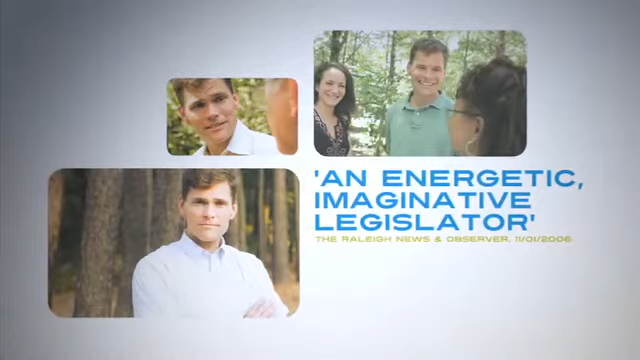 'AN ENERGETIC,
IMAGINATIVE
LEGISLATOR'
THE RALEIGH NEWS & OBSERVER, 11/01/2006